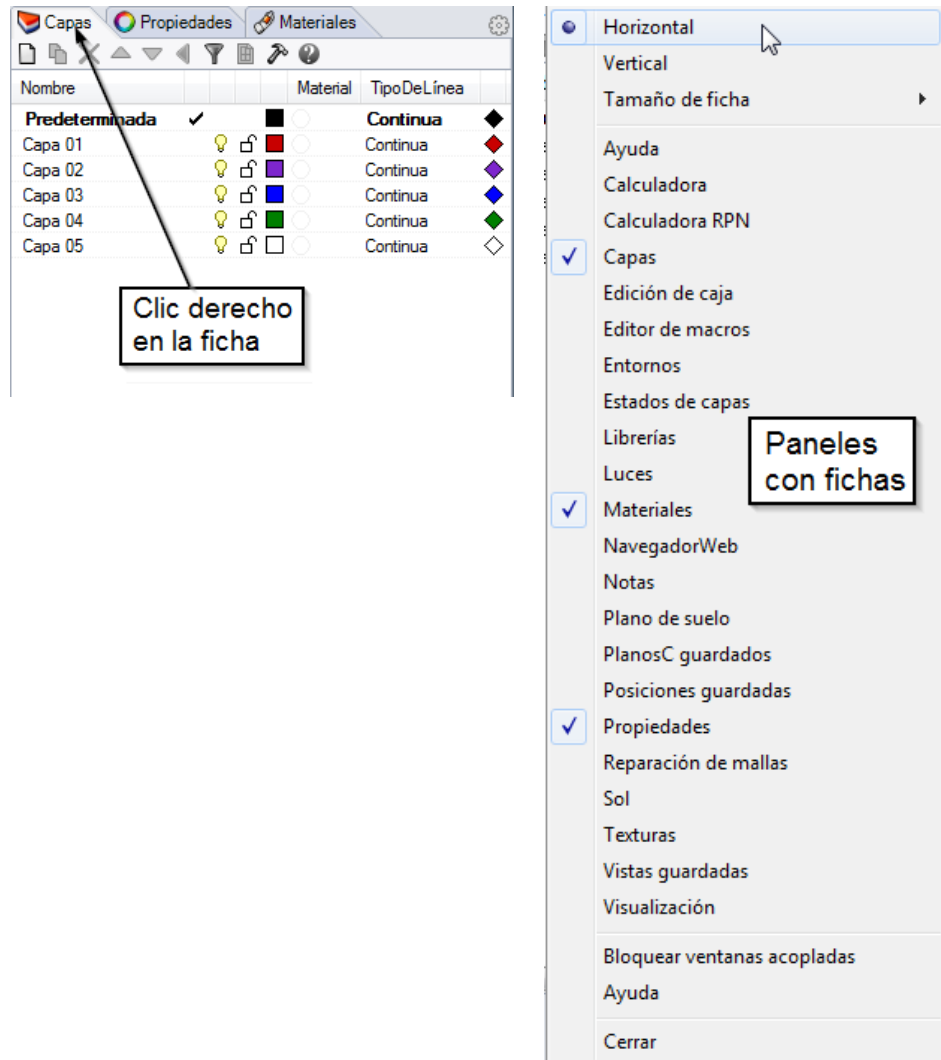 Capas Propiedades Materiales
Nombre Material TipoDeLínea
Predeterminada Continua
Capa 01 Continua
Capa 02 Continua
Capa 03 Continua
Capa 04 Continua
Capa 05 Continua
Clic derecho
en la ficha
Horizontal
Vertical
Tamaño de ficha
Ayuda
Calculadora
Calculadora RPN
Capas
Edición de caja
Editor de macros
Entornos
Estados de capas
Librerías
Luces
Materiales
NavegadorWeb
Notas
Plano de suelo
PlanosC guardados
Posiciones guardadas
Propiedades
Reparación de mallas
Sol
Texturas
Vistas guardadas
Visualización
Bloquear ventanas acopladas
Ayuda
Cerrar
Paneles
con fichas